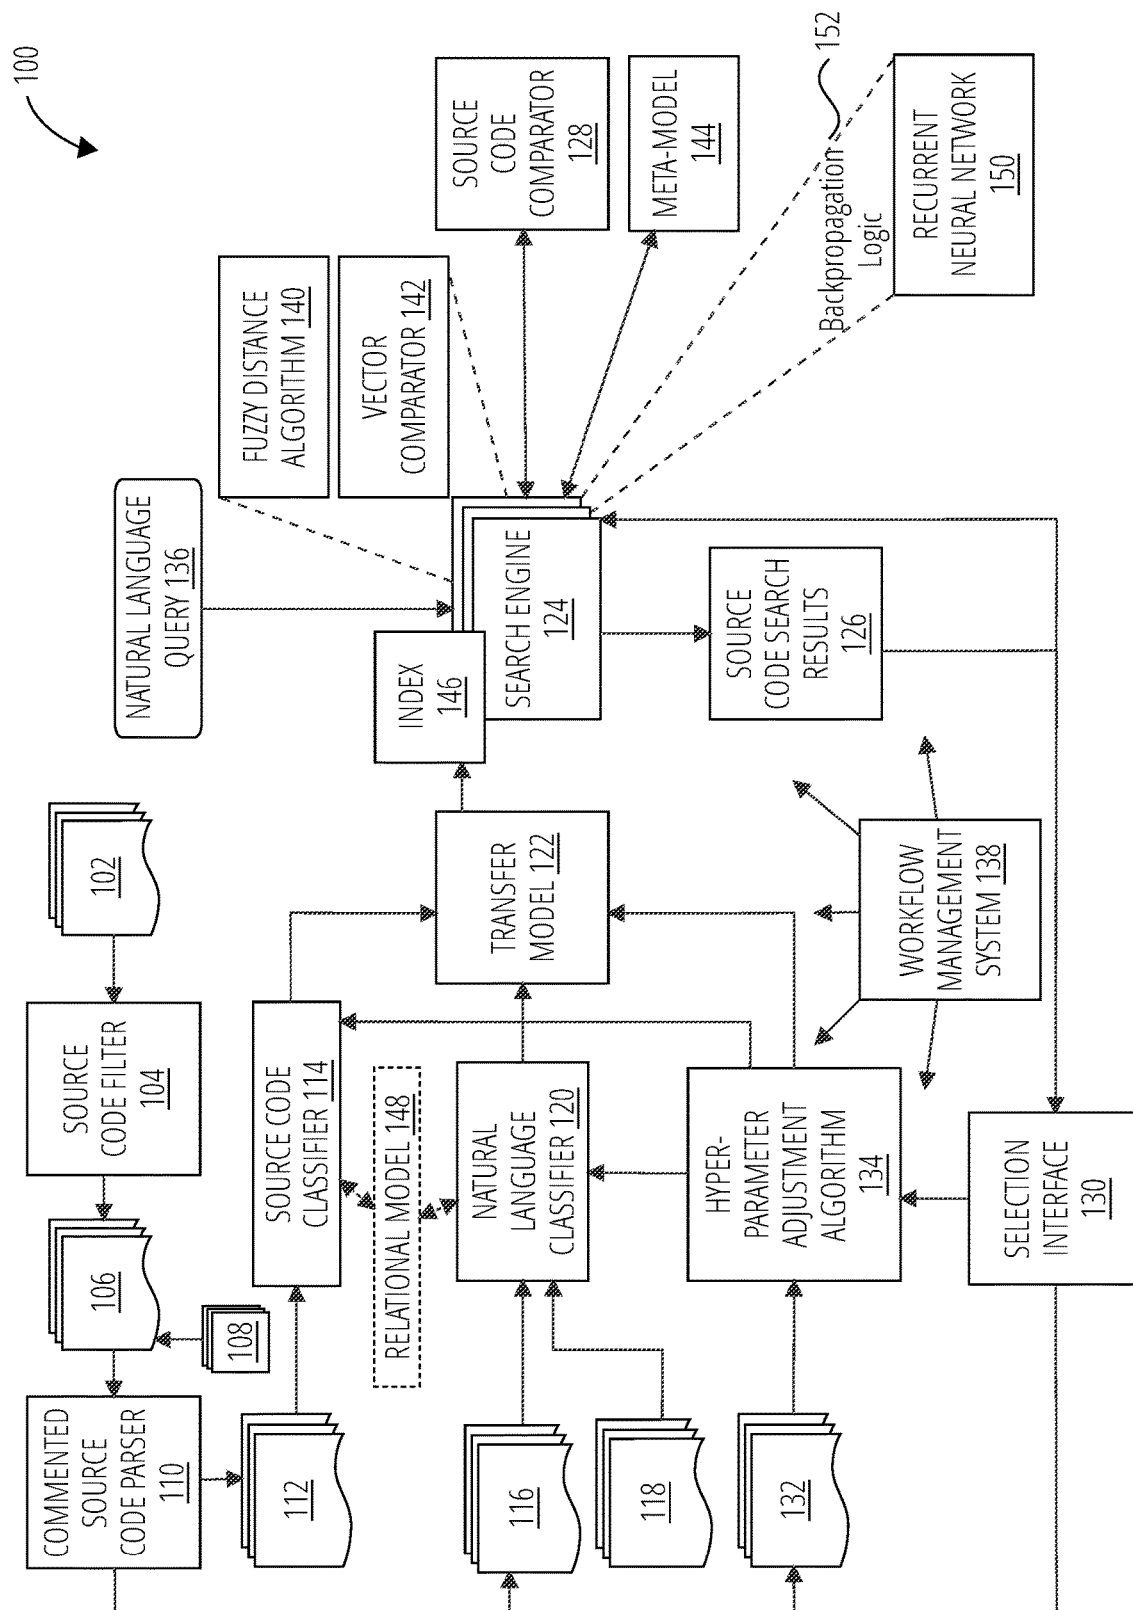 100
102
SOURCE
CODE FILTER
104
106
108
COMMENTED
SOURCE
CODE PARSER
110
112
NATURAL LANGUAGE
QUERY 136
FUZZY DISTANCE
ALGORITHM 140
VECTOR
COMPARATOR 142
SOURCE
CODE
COMPARATOR
128
META-MODEL
144
152
Backpropagation
Logic
RECURRENT
NEURAL NETWORK
150
SOURCE CODE
CLASSIFIER 114
RELATIONAL MODEL 148
NATURAL
LANGUAGE
CLASSIFIER 120
116
118
132
TRANSFER
MODEL 122
INDEX
146
SEARCH ENGINE
124
SOURCE
CODE SEARCH
RESULTS
126
HYPER-
PARAMETER
ADJUSTMENT
ALGORITHM
134
WORKFLOW
MANAGEMENT
SYSTEM 138
SELECTION
INTERFACE
130